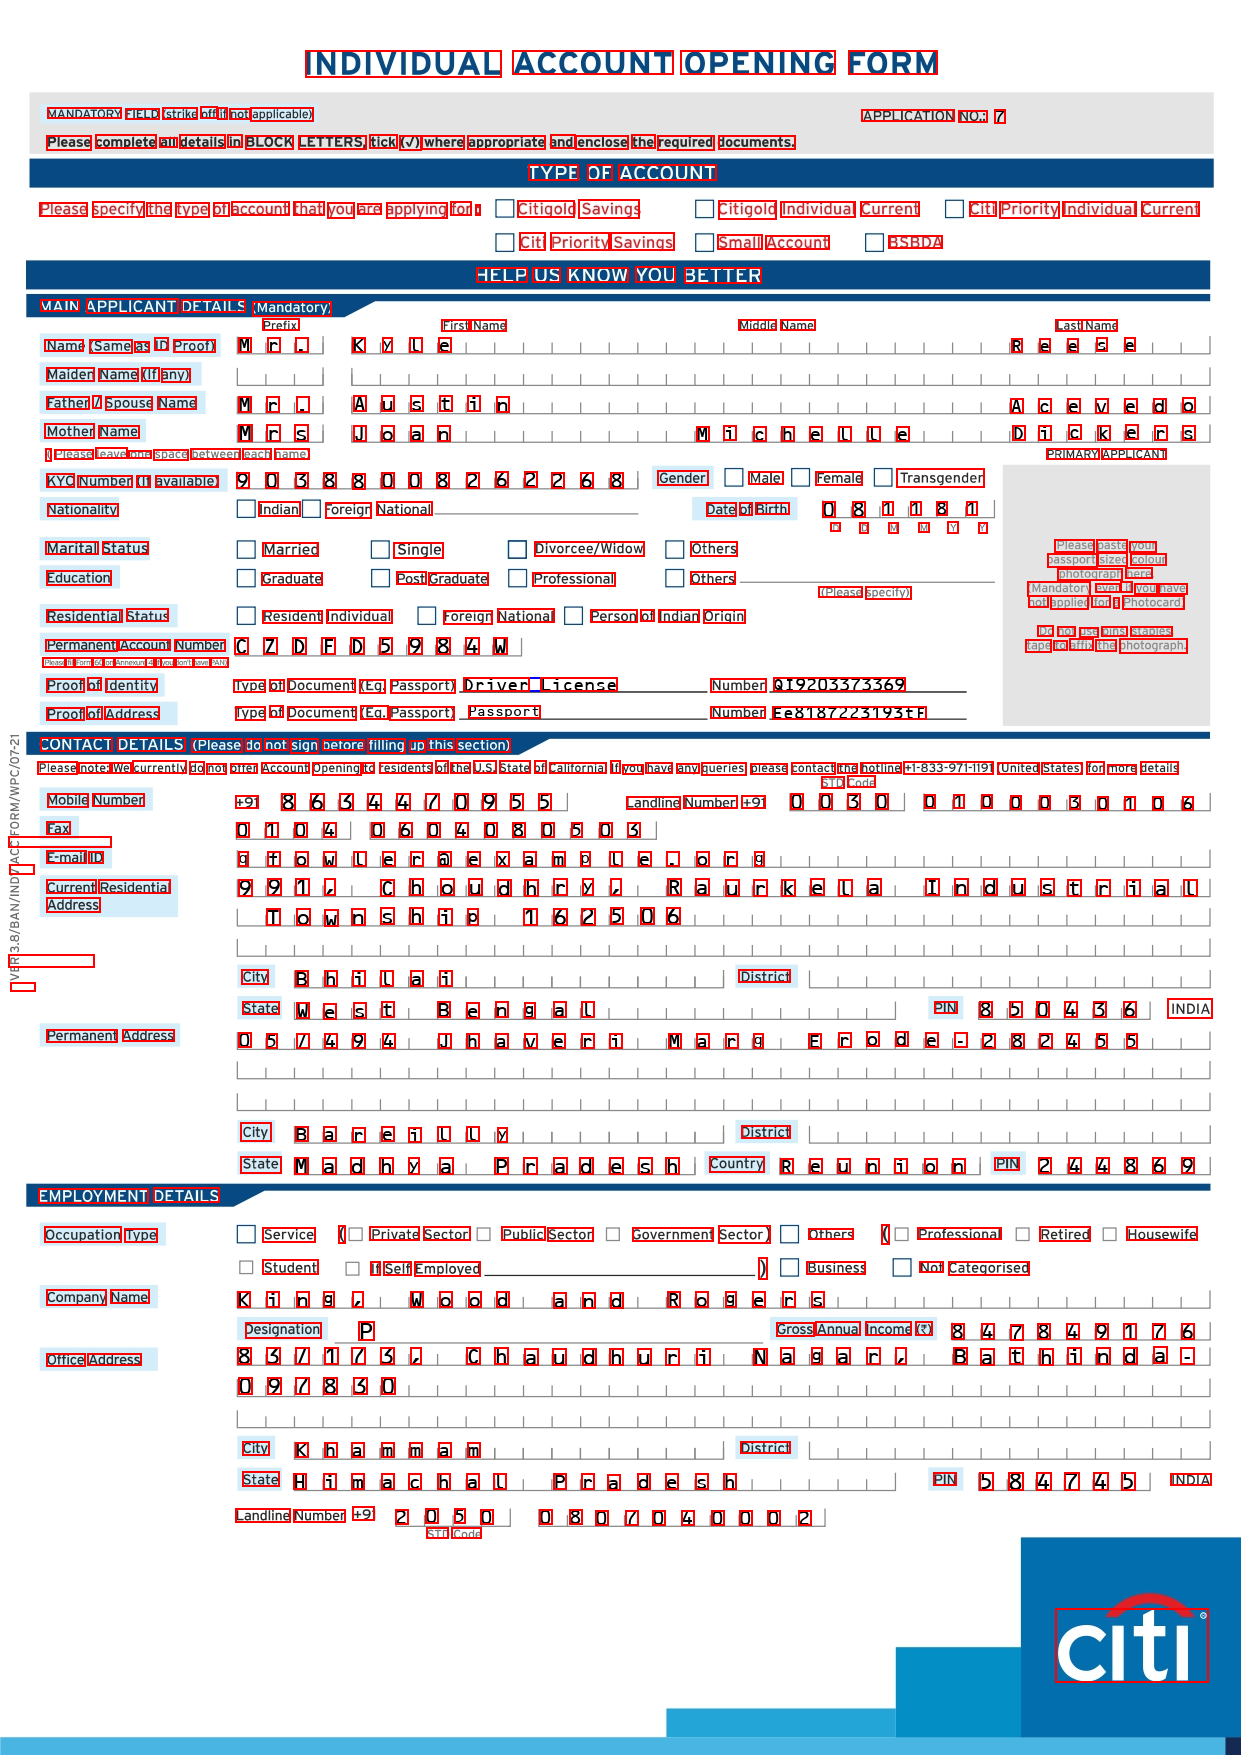 INDIVIDUAL ACCOUNT OPENING FORM
MANDATORY FIELD (strike off if not applicable)
APPLICATION NO.: 7
Please complete all details in BLOCK LETTERS, tick (√) where appropriate and enclose the required documents.
TYPE OF ACCOUNT
Please specify the type of account that you are applying for : Citigold Savings Citigold Individual Current Citi Priority Individual Current
Citi Priority Savings Small Account BSBDA
HELP US KNOW YOU BETTER
MAIN APPLICANT DETAILS (Mandatory)
Prefix First Name Middle Name Last Name
Name (Same as ID Proof) Mr. Kyle Reese
Maiden Name (If any)
Father / Spouse Name Mr. Austin Acevedo
Mother Name Mrs Joan Michelle Dickers
(Please leave one space between each name) PRIMARY APPLICANT
KYC Number (If available) 90388008262268 Gender Male Female Transgender
Nationality Indian Foreign National Date of Birth 081181
D D M M Y Y
Marital Status Married Single Divorcee/Widow Others
Education Graduate Post Graduate Professional Others
(Please specify)
Please paste your
passport sized colour
photograph here
(Mandatory even if you have
not applied for a Photocard)
Do not use pins, staples
tape to affix the photograph.
Residential Status Resident Individual Foreign National Person of Indian Origin
Permanent Account Number CZDFD5984W
(Please fill Form 60 or Annexure 4 if you don't have PAN)
Proof of Identity Type of Document (Eg. Passport) Driver License Number QI9203373369
Proof of Address Type of Document (Eg. Passport) Passport Number Ee8187223193tF
CONTACT DETAILS (Please do not sign before filling up this section)
Please note: We currently do not offer Account Opening to residents of the U.S. State of California. If you have any queries please contact the hotline +1-833-971-1191 (United States) for more details
STD Code
Mobile Number +91 8634470955 Landline Number +91 0030 0100030106
Fax 0104 0604080503
E-mail ID gfowler@example.org
Current Residential Address 991, Choudhry, Raurkela Industrial
Township 162506
City Bhilai District
State West Bengal PIN 850436 INDIA
Permanent Address 05/494 Jhaveri Marg Erode-282455
City Bareilly District
State Madhya Pradesh Country Reunion PIN 244869
EMPLOYMENT DETAILS
Occupation Type Service ( Private Sector Public Sector Government Sector) Others ( Professional Retired Housewife
Student If Self Employed ) Business Not Categorised
Company Name King, Wood and Rogers
Designation P Gross Annual Income (₹) 847849176
Office Address 83/173, Chaudhuri Nagar, Bathinda-
097830
City Khammam District
State Himachal Pradesh PIN 584745 INDIA
Landline Number +91 2050 0807040002
STD Code
VER 3.8/BAN/INDV ACC FORM/WPC/07-21
citi